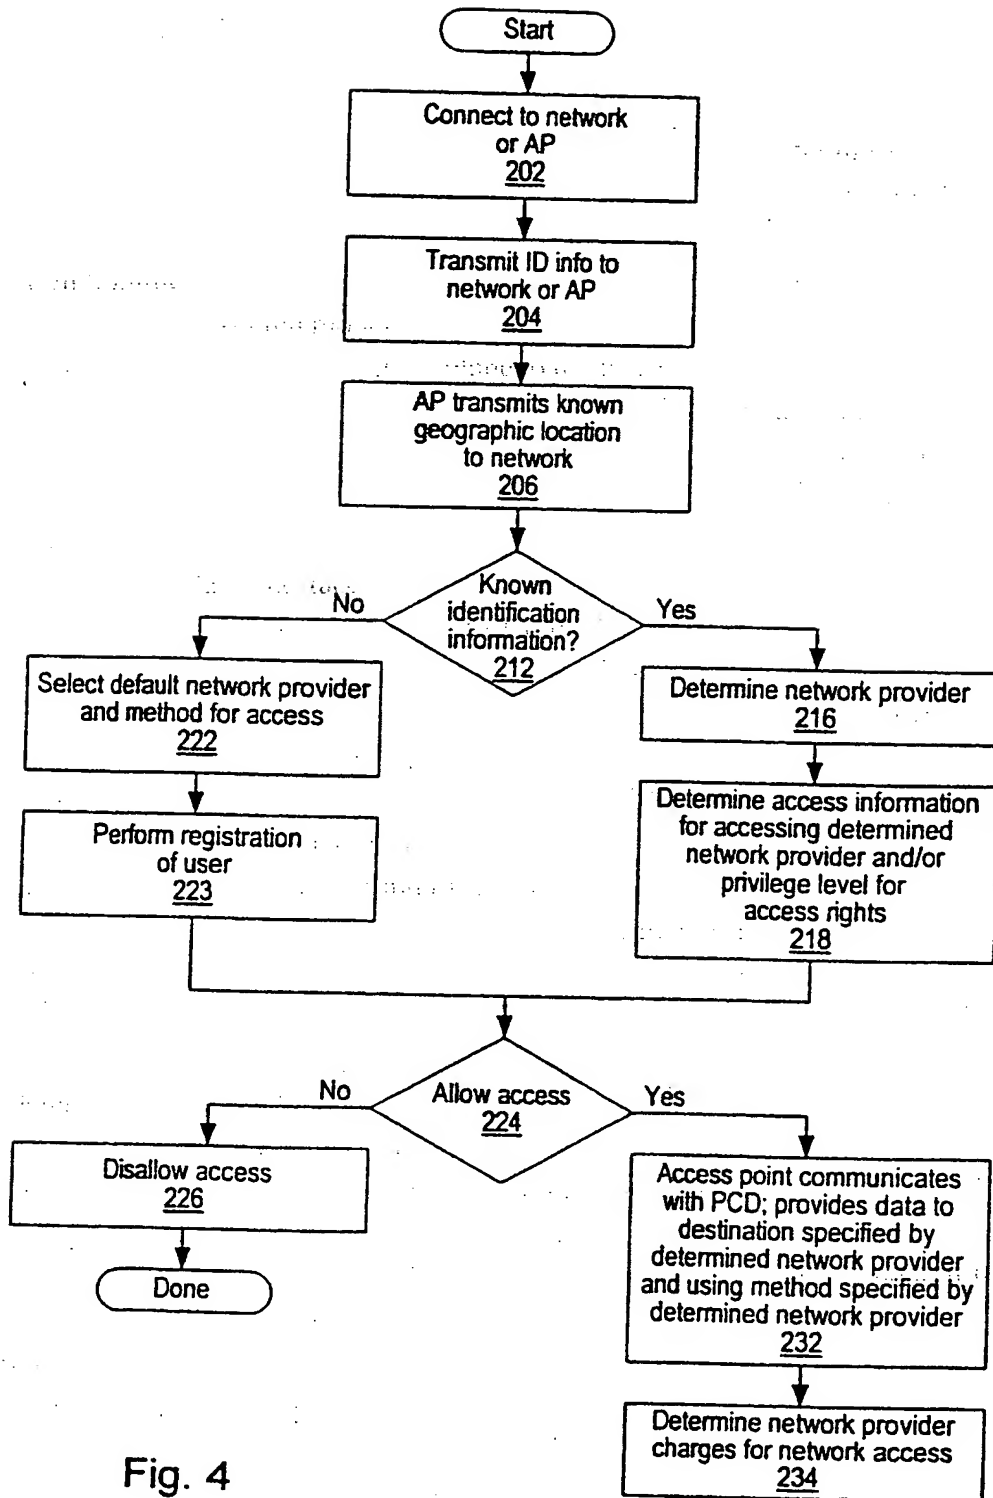 Start
Connect to network
or AP
202
Transmit ID info to
network or AP
204
AP transmits known
geographic location
to network
206
Known
identification
information?
212
No
Yes
Select default network provider
and method for access
222
Determine network provider
216
Perform registration
of user
223
Determine access information
for accessing determined
network provider and/or
privilege level for
access rights
218
Allow access
224
No
Yes
Disallow access
226
Done
Access point communicates
with PCD; provides data to
destination specified by
determined network provider
and using method specified by
determined network provider
232
Determine network provider
charges for network access
234
Fig. 4